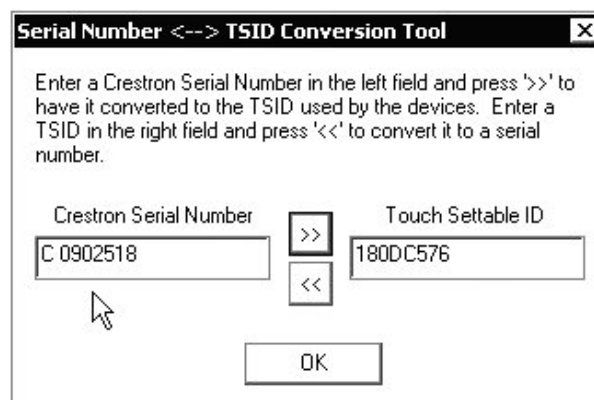 Serial Number <--> TSID Conversion Tool
Enter a Crestron Serial Number in the left field and press '>>' to
have it converted to the TSID used by the devices.  Enter a
TSID in the right field and press '<<' to convert it to a serial
number.
Crestron Serial Number
Touch Settable ID
C 0902518
>>
180DC576
<<
OK